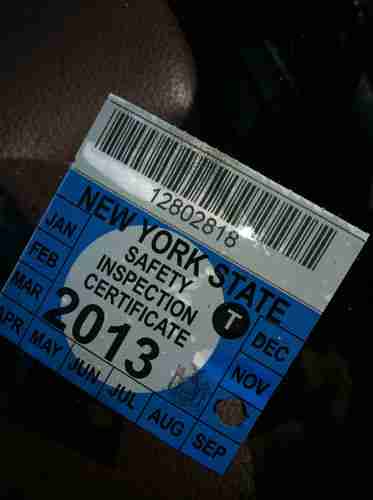 12802818
NEW YORK STATE
SAFETY
INSPECTION
CERTIFICATE
2013
T
JAN
FEB
MAR
APR
MAY
JUN
JUL
AUG
SEP
NOV
DEC